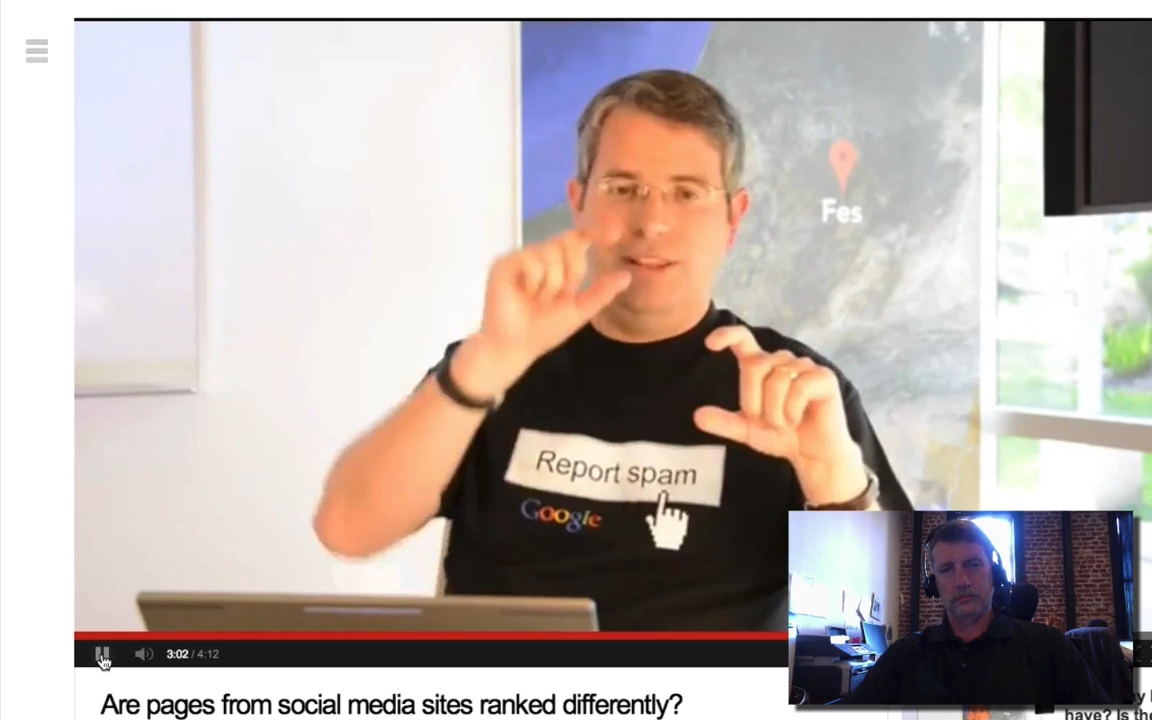 Fes
Report spam
Google
3:02 / 4:12
Are pages from social media sites ranked differently?
have? Is the